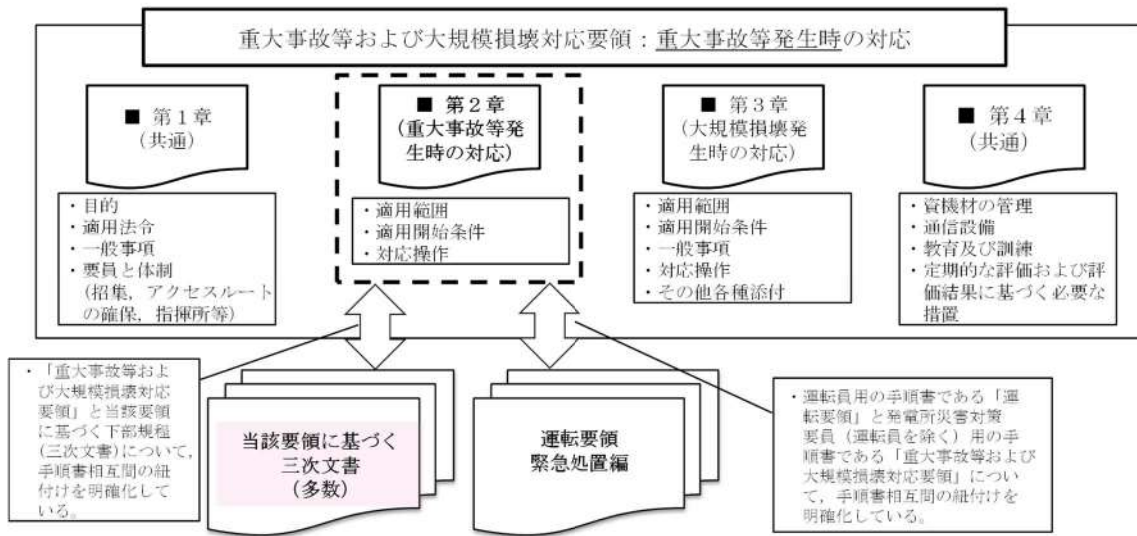 重大事故等および大規模損壊対応要領：重大事故等発生時の対応
■ 第１章
（共通）
・目的
・適用法令
・一般事項
・要員と体制
（招集，アクセスルート
の確保，指揮所等）
■ 第２章
（重大事故等発
生時の対応）
・適用範囲
・適用開始条件
・対応操作
■ 第３章
（大規模損壊発
生時の対応）
・適用範囲
・適用開始条件
・一般事項
・対応操作
・その他各種添付
■ 第４章
（共通）
・資機材の管理
・通信設備
・教育及び訓練
・定期的な評価および評
価結果に基づく必要な
措置
・「重大事故等およ
び大規模損壊対応
要領」と当該要領
に基づく下部規程
（三次文書）について，
手順書相互間の紐
付けを明確化して
いる。
当該要領に基づく
三次文書
（多数）
運転要領
緊急処置編
・運転員用の手順書である「運
転要領」と発電所災害対策
要員（運転員を除く）用の手
順書である「重大事故等および
大規模損壊対応要領」につい
て，手順書相互間の紐付けを
明確化している。